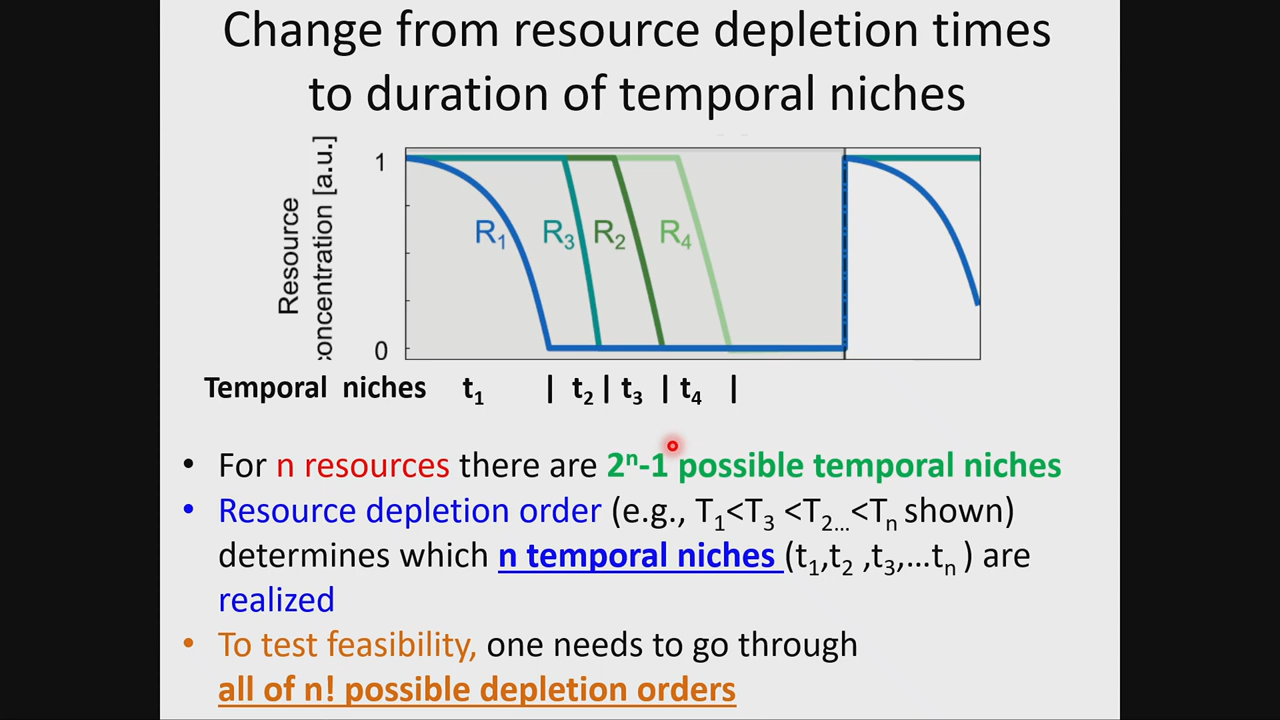 Change from resource depletion times
to duration of temporal niches
Resource
concentration [a.u.]
1
0
R₁
R₃
R₂
R₄
Temporal niches t₁ | t₂ | t₃ | t₄ |
• For n resources there are 2ⁿ-1 possible temporal niches
• Resource depletion order (e.g., T₁<T₃ <T₂...<Tₙ shown)
determines which n temporal niches (t₁,t₂ ,t₃,...tₙ ) are
realized
• To test feasibility, one needs to go through
all of n! possible depletion orders